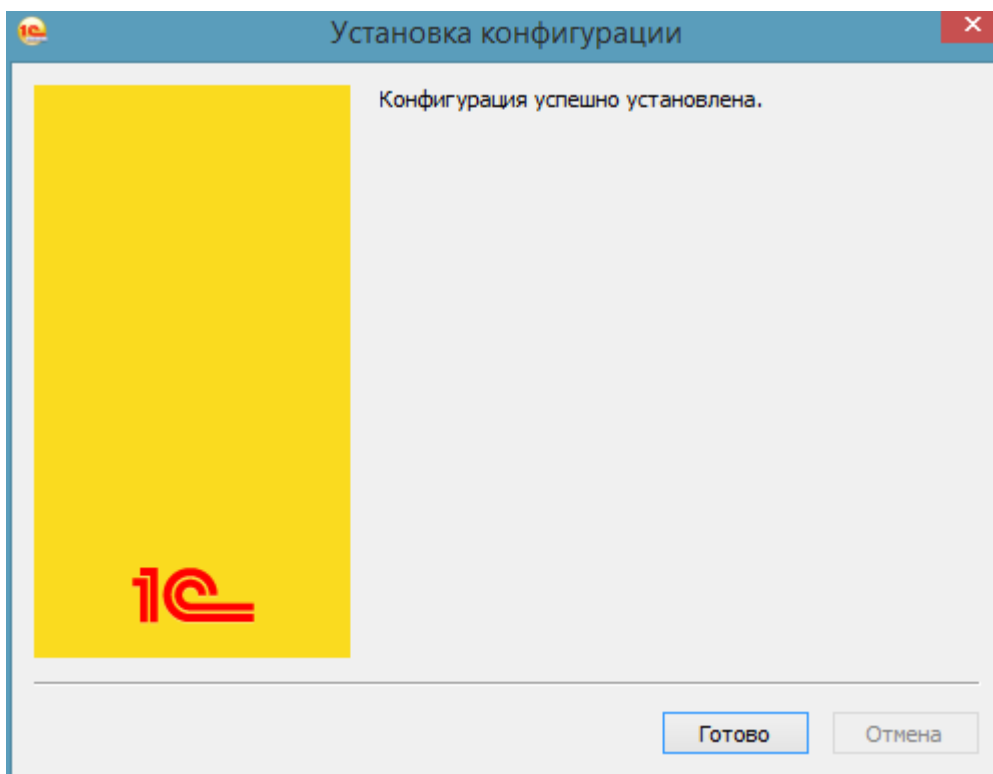 Установка конфигурации
Конфигурация успешно установлена.
1С
Готово
Отмена